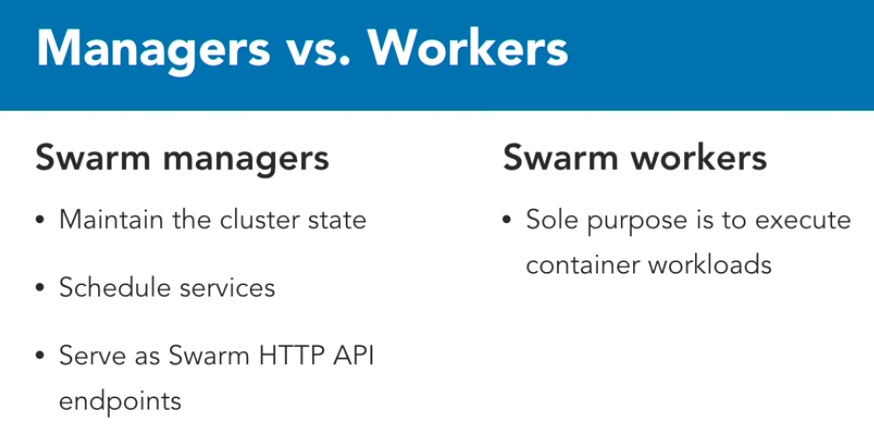 Managers vs. Workers
Swarm managers
• Maintain the cluster state
• Schedule services
• Serve as Swarm HTTP API
endpoints
Swarm workers
• Sole purpose is to execute
container workloads